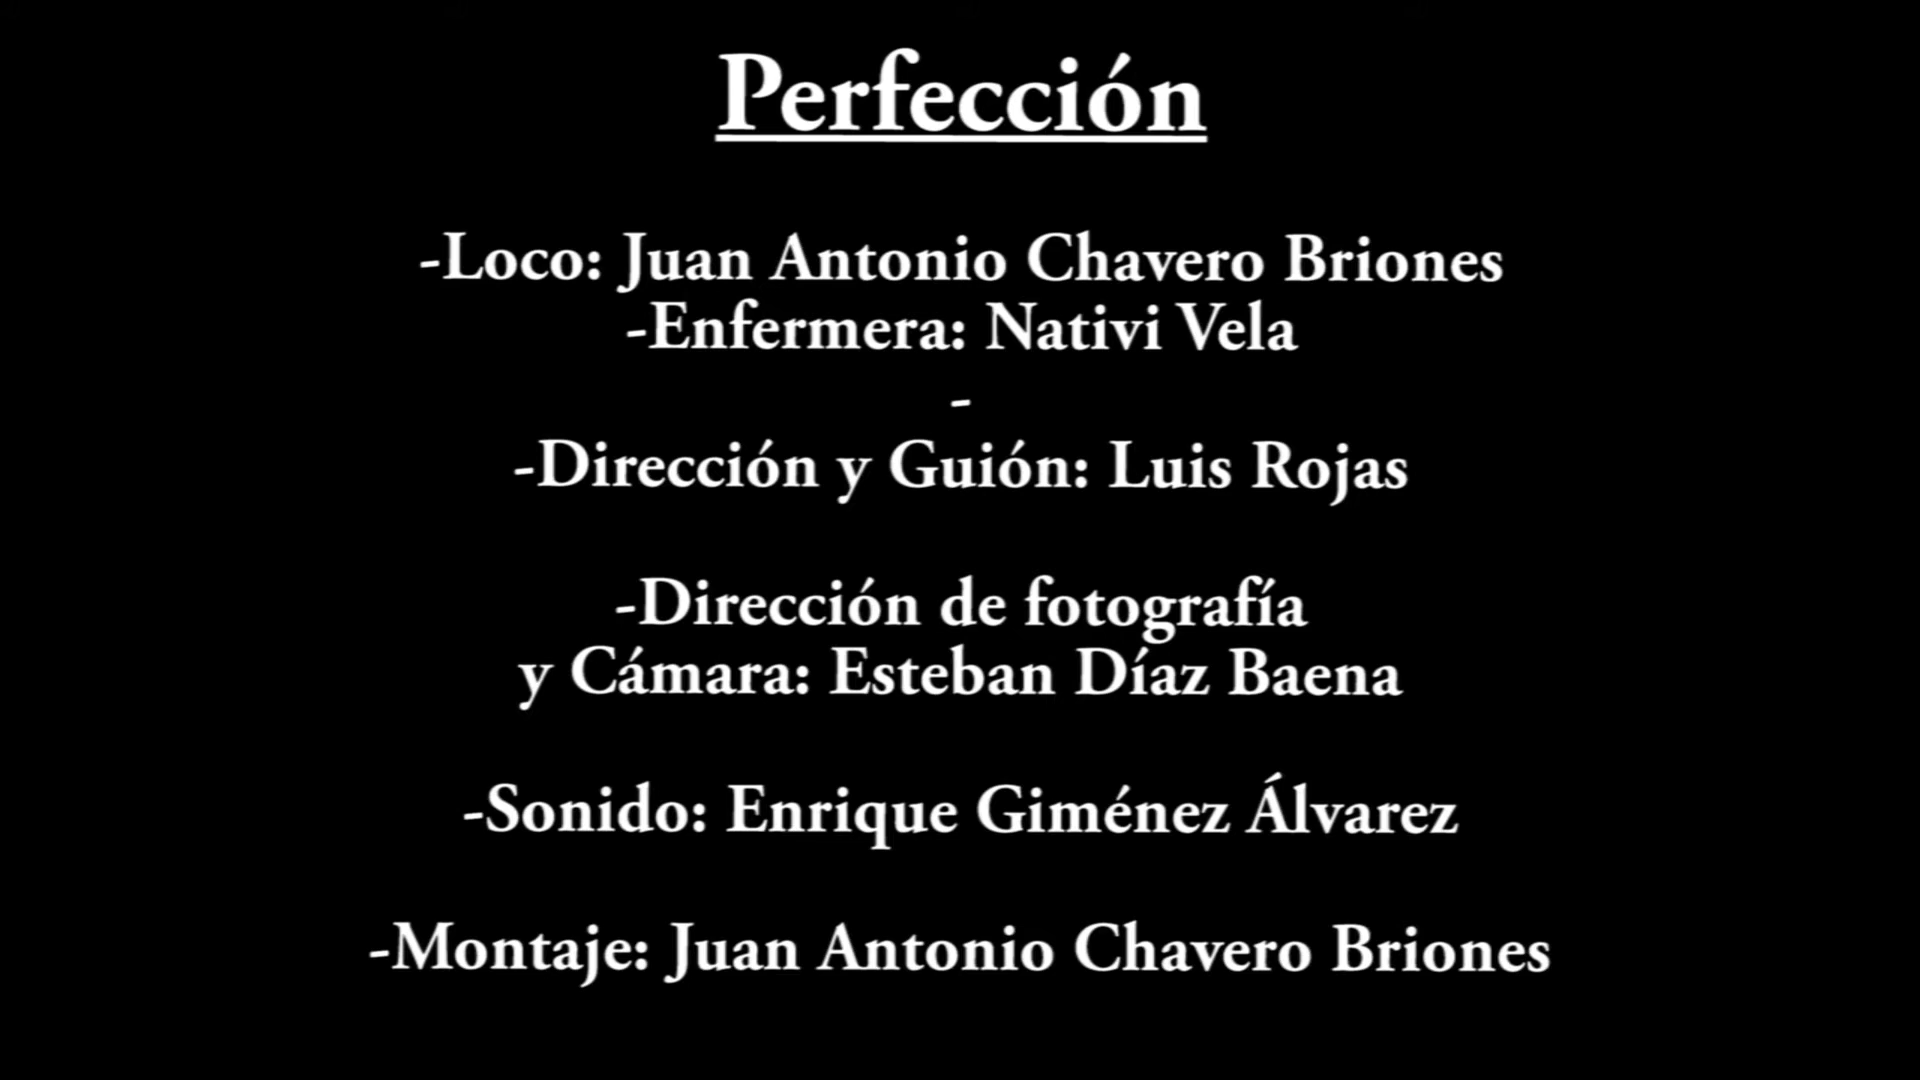 Perfección
-Loco: Juan Antonio Chavero Briones
-Enfermera: Nativi Vela
-
-Dirección y Guión: Luis Rojas
-Dirección de fotografía
y Cámara: Esteban Díaz Baena
-Sonido: Enrique Giménez Álvarez
-Montaje: Juan Antonio Chavero Briones